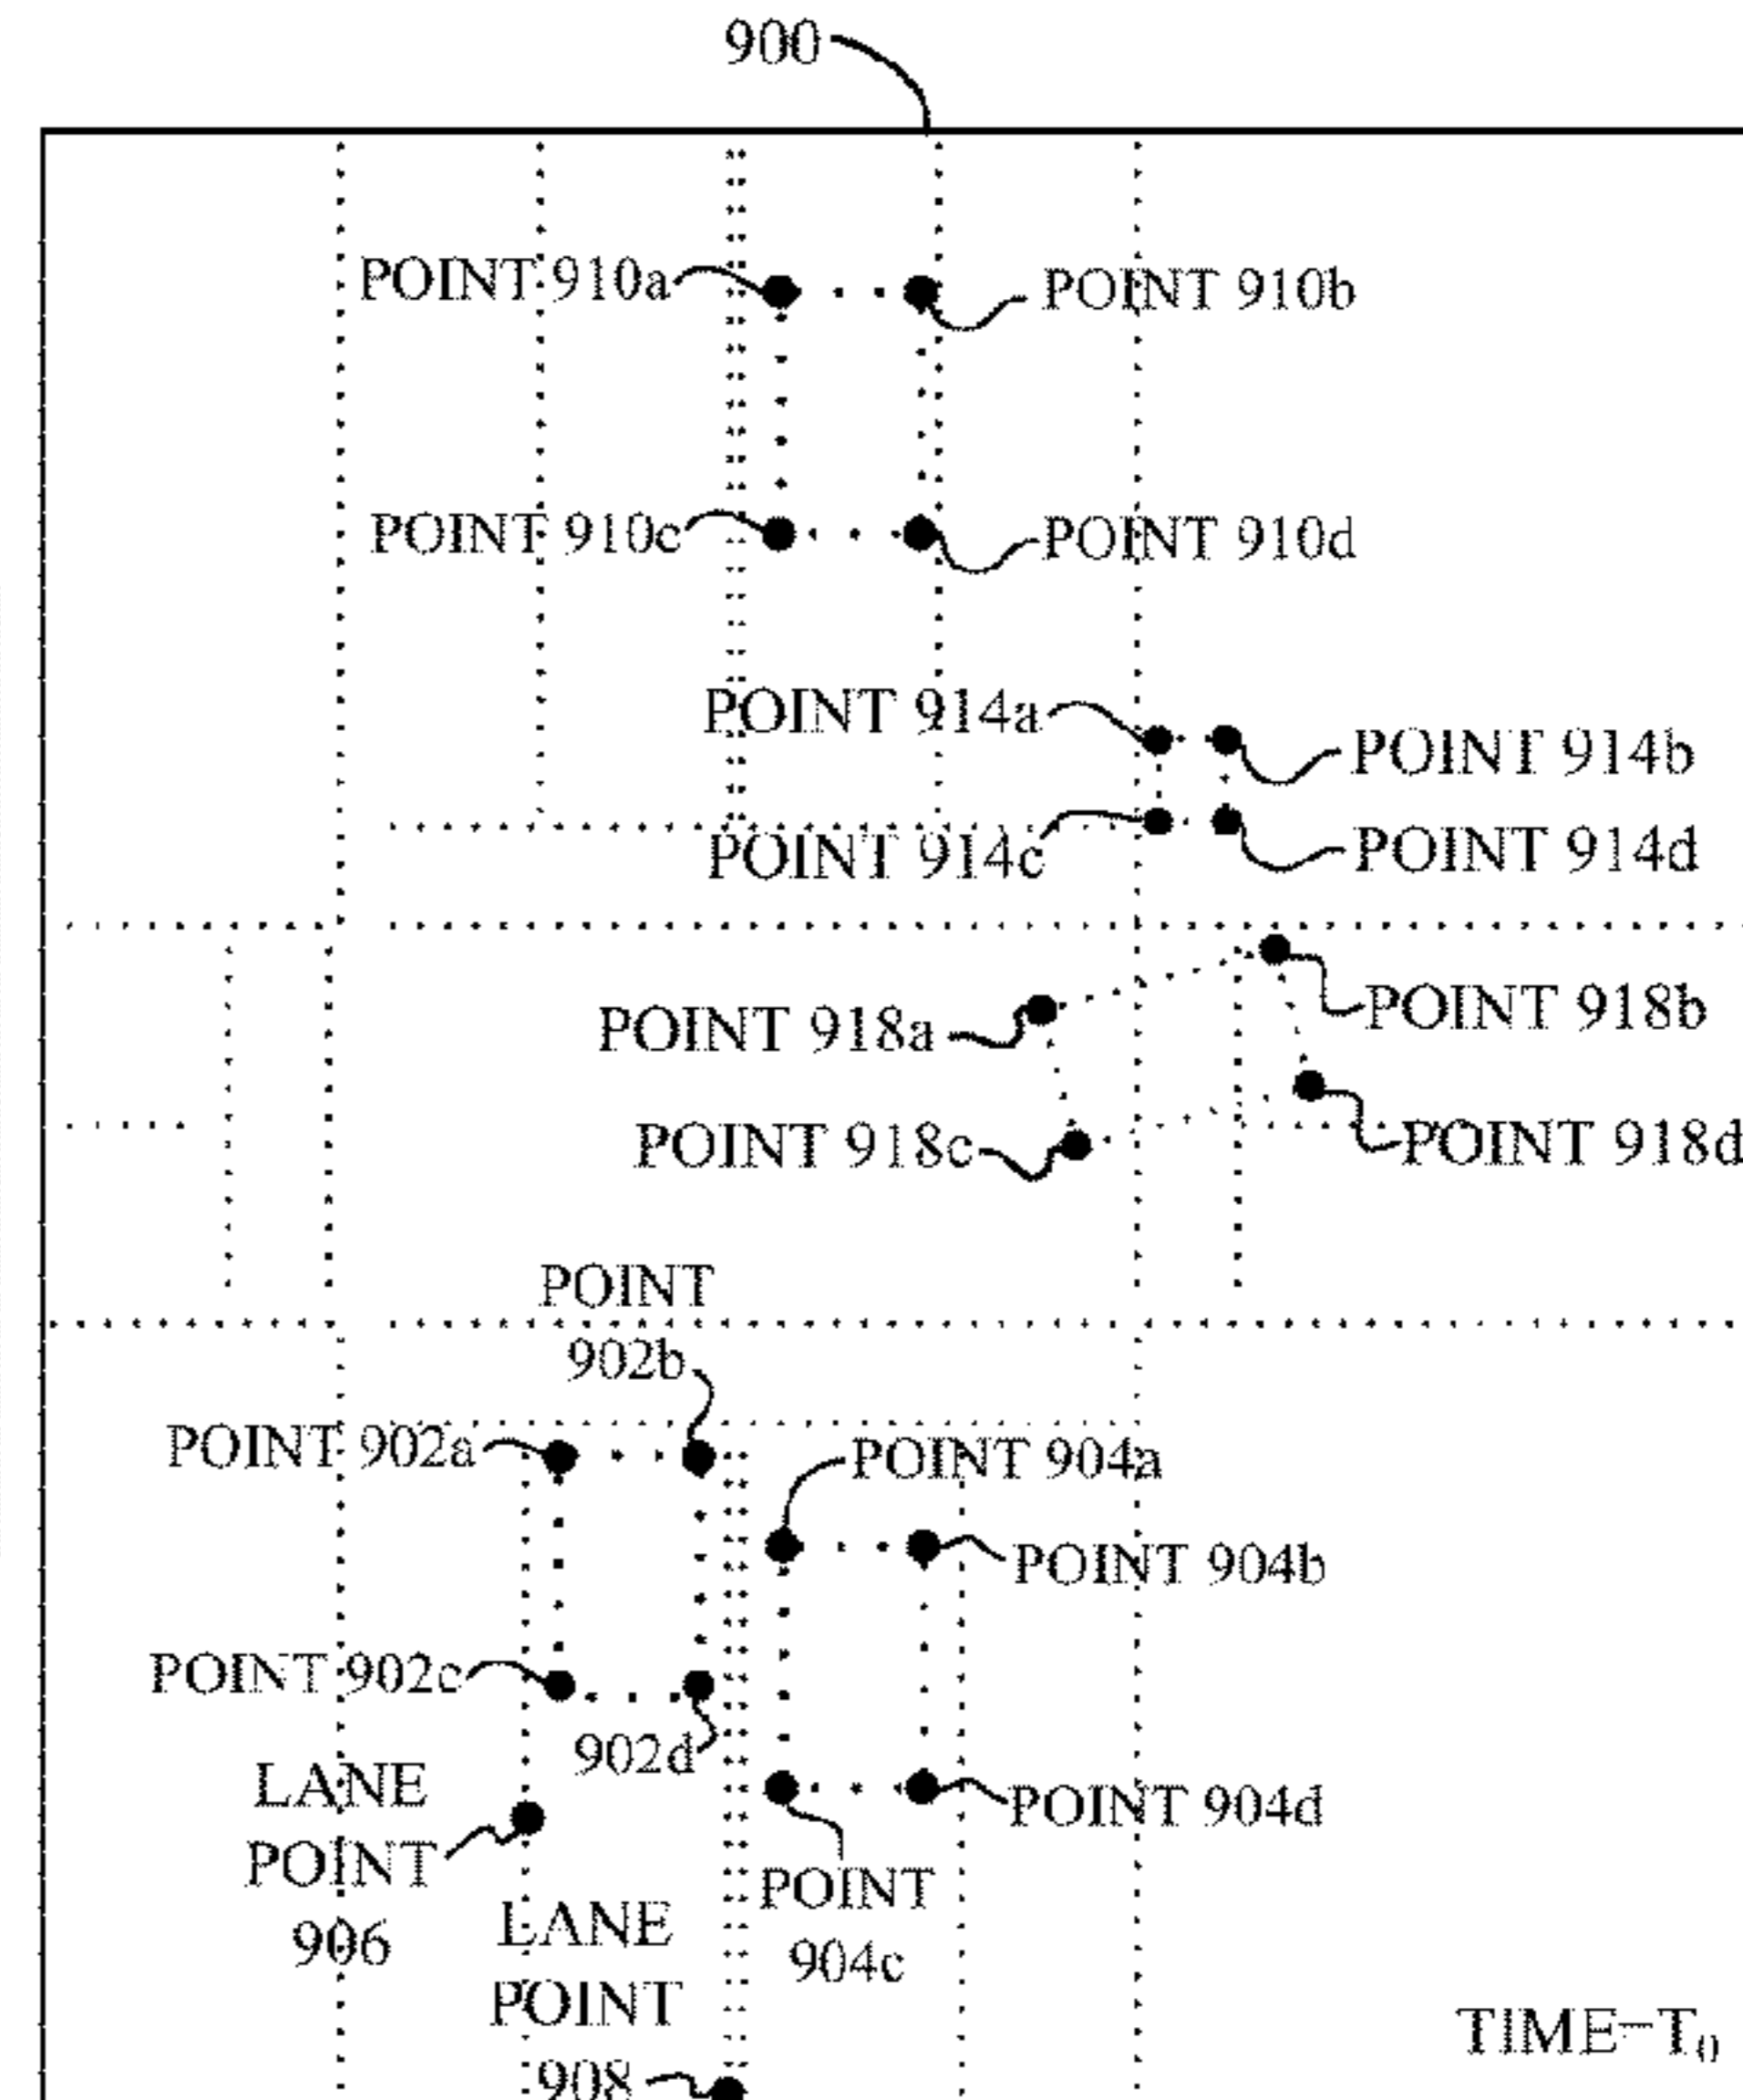 900
POINT 910a
POINT 910b
POINT 910c
POINT 910d
POINT 914a
POINT 914b
POINT 914c
POINT 914d
POINT 918a
POINT 918b
POINT 918c
POINT 918d
POINT
902b
POINT 902a
POINT 904a
POINT 904b
POINT 902c
902d
LANE
POINT
906
POINT 904d
POINT
904c
LANE
POINT
908
TIME-T₀